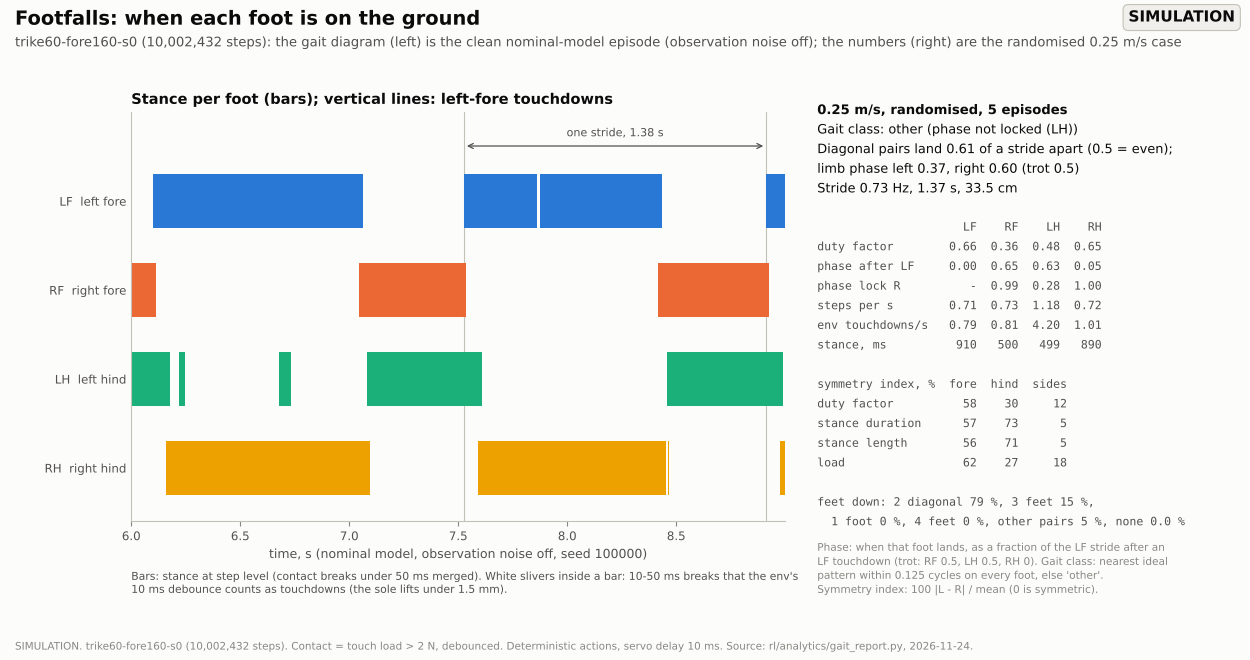 Footfalls: when each foot is on the ground
SIMULATION
trike60-fore160-s0 (10,002,432 steps): the gait diagram (left) is the clean nominal-model episode (observation noise off); the numbers (right) are the randomised 0.25 m/s case
Stance per foot (bars); vertical lines: left-fore touchdowns
one stride, 1.38 s
LF left fore
RF right fore
LH left hind
RH right hind
6.0 6.5 7.0 7.5 8.0 8.5
time, s (nominal model, observation noise off, seed 100000)
Bars: stance at step level (contact breaks under 50 ms merged). White slivers inside a bar: 10-50 ms breaks that the env's
10 ms debounce counts as touchdowns (the sole lifts under 1.5 mm).
0.25 m/s, randomised, 5 episodes
Gait class: other (phase not locked (LH))
Diagonal pairs land 0.61 of a stride apart (0.5 = even);
limb phase left 0.37, right 0.60 (trot 0.5)
Stride 0.73 Hz, 1.37 s, 33.5 cm
LF RF LH RH
duty factor 0.66 0.36 0.48 0.65
phase after LF 0.00 0.65 0.63 0.05
phase lock R - 0.99 0.28 1.00
steps per s 0.71 0.73 1.18 0.72
env touchdowns/s 0.79 0.81 4.20 1.01
stance, ms 910 500 499 890
symmetry index, % fore hind sides
duty factor 58 30 12
stance duration 57 73 5
stance length 56 71 5
load 62 27 18
feet down: 2 diagonal 79 %, 3 feet 15 %,
1 foot 0 %, 4 feet 0 %, other pairs 5 %, none 0.0 %
Phase: when that foot lands, as a fraction of the LF stride after an
LF touchdown (trot: RF 0.5, LH 0.5, RH 0). Gait class: nearest ideal
pattern within 0.125 cycles on every foot, else 'other'.
Symmetry index: 100 |L - R| / mean (0 is symmetric).
SIMULATION. trike60-fore160-s0 (10,002,432 steps). Contact = touch load > 2 N, debounced. Deterministic actions, servo delay 10 ms. Source: rl/analytics/gait_report.py, 2026-11-24.